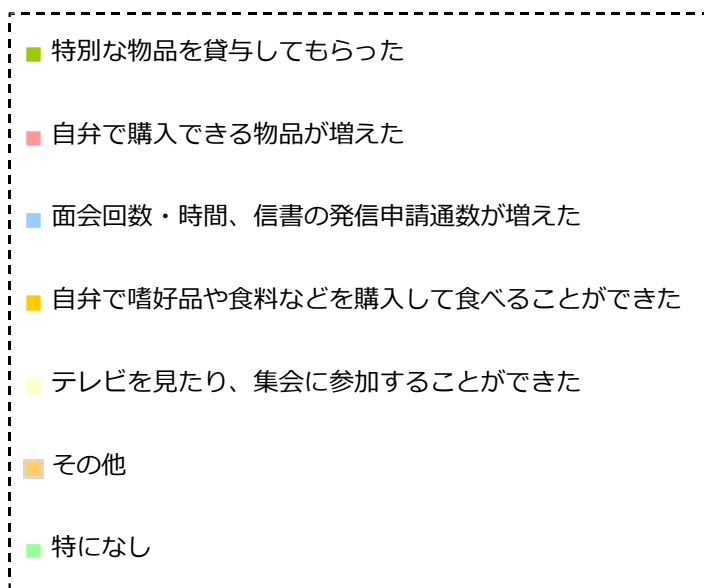 特別な物品を貸与してもらった
自弁で購入できる物品が増えた
面会回数・時間、信書の発信申請通数が増えた
自弁で嗜好品や食料などを購入して食べることができた
テレビを見たり、集会に参加することができた
その他
特になし